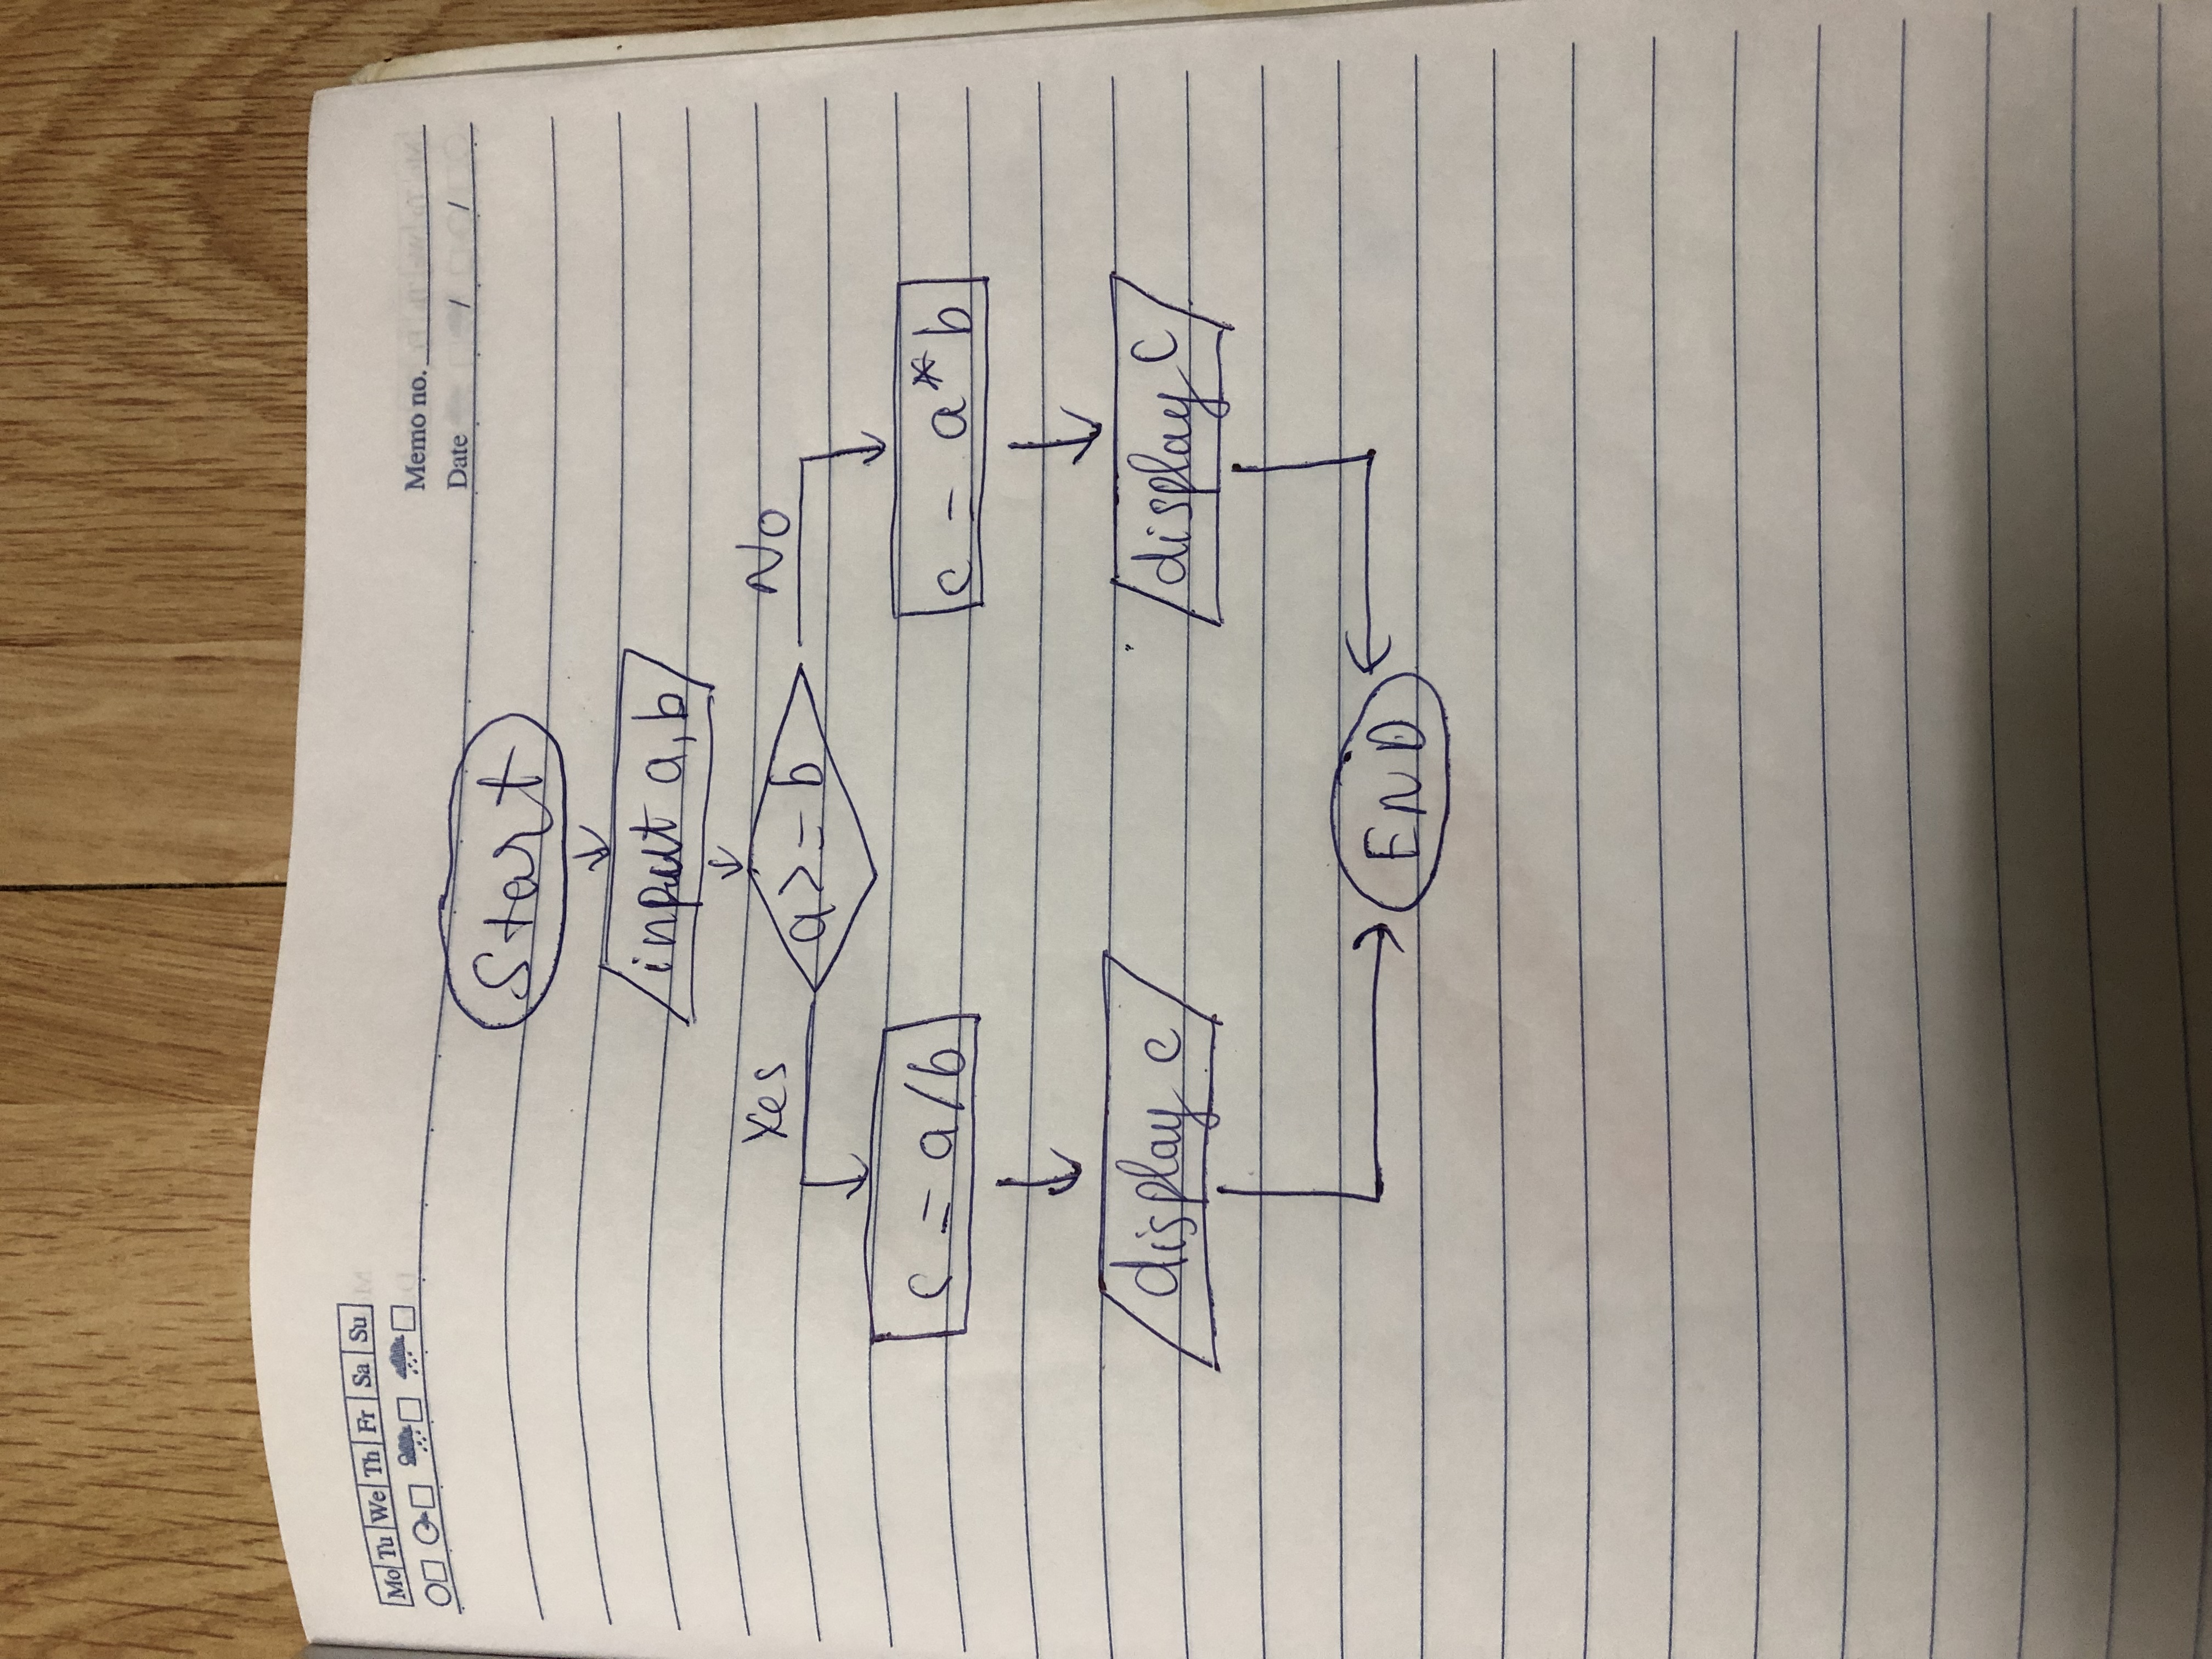 Mo Tu We Th Fr Sa Su
Memo no.
Date / /
Start
input a, b
Yes
No
a >= b
c = a/b
c = a * b
display c
display c
END